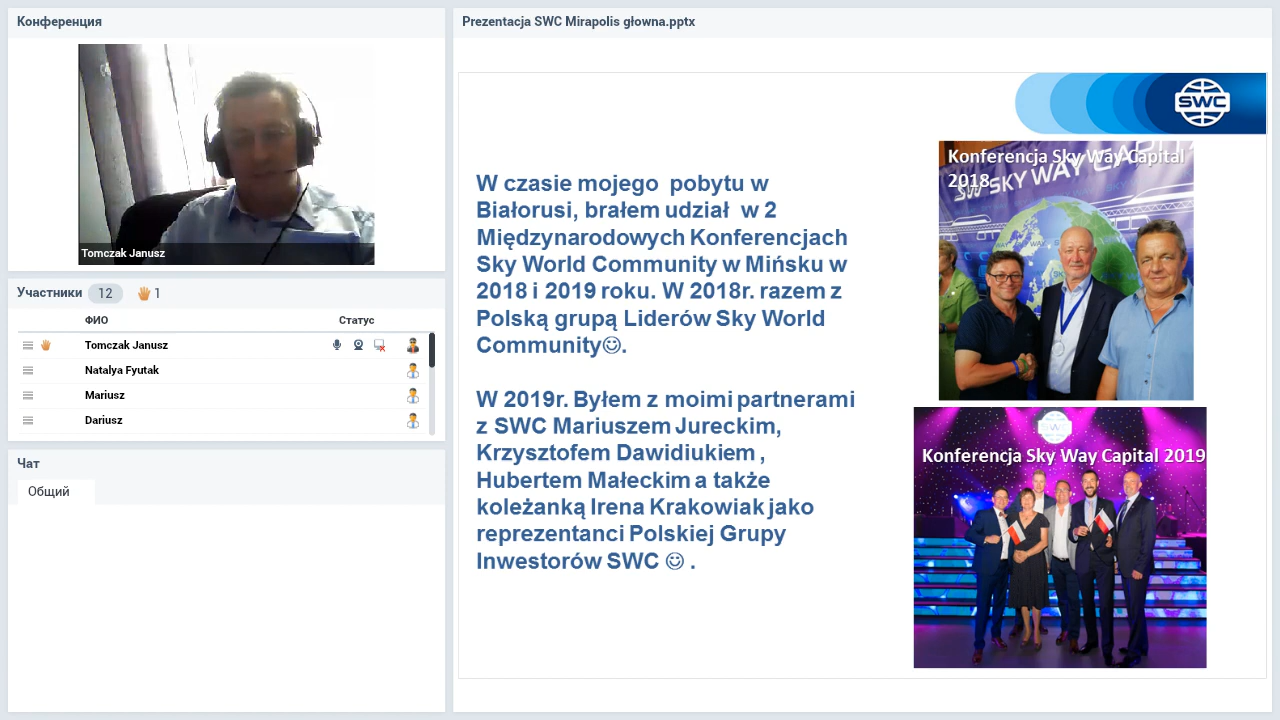 Конференция
Tomczak Janusz
Участники 12 1
ФИО Статус
Tomczak Janusz
Natalya Fyutak
Mariusz
Dariusz
Чат
Общий
Prezentacja SWC Mirapolis głowna.pptx
SWC
W czasie mojego pobytu w
Białorusi, brałem udział w 2
Międzynarodowych Konferencjach
Sky World Community w Mińsku w
2018 i 2019 roku. W 2018r. razem z
Polską grupą Liderów Sky World
Community☺.
W 2019r. Byłem z moimi partnerami
z SWC Mariuszem Jureckim,
Krzysztofem Dawidiukiem ,
Hubertem Małeckim a także
koleżanką Irena Krakowiak jako
reprezentanci Polskiej Grupy
Inwestorów SWC ☺ .
Konferencja Sky Way Capital
2018
SKY WAY CAPITAL
SWC
Konferencja Sky Way Capital 2019